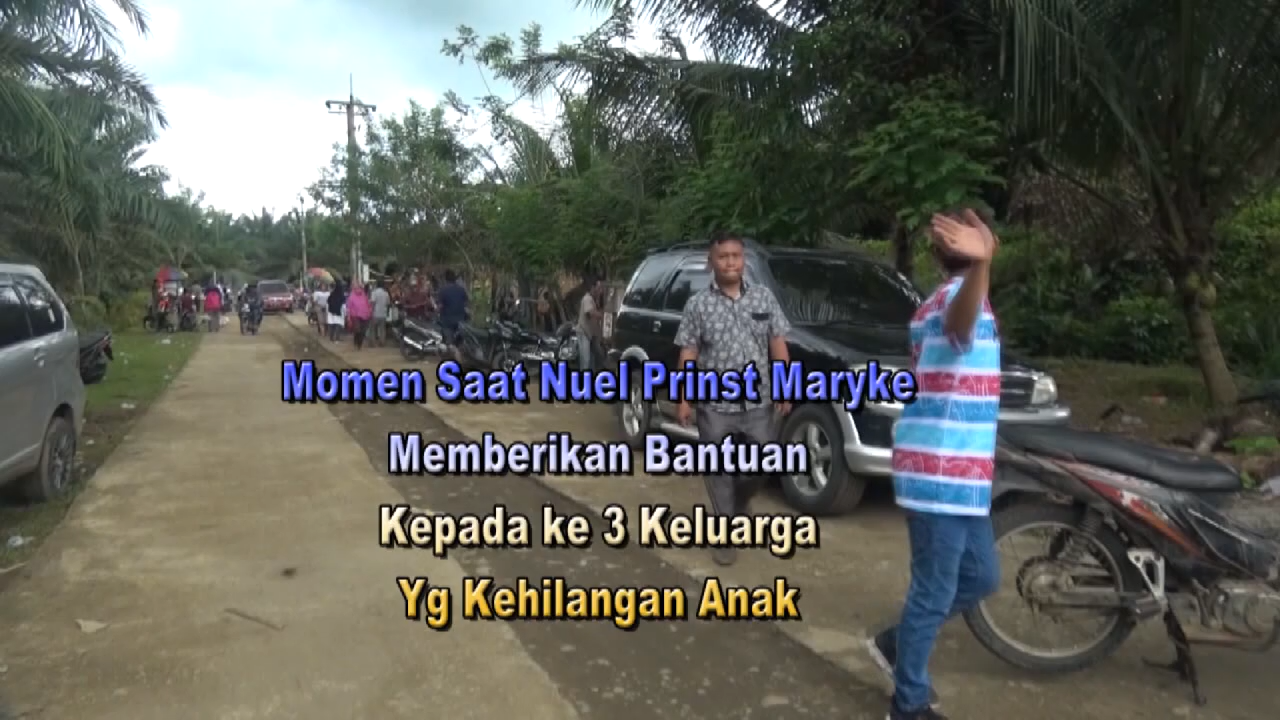 Momen Saat Nuel Prinst Maryke
Memberikan Bantuan
Kepada ke 3 Keluarga
Yg Kehilangan Anak